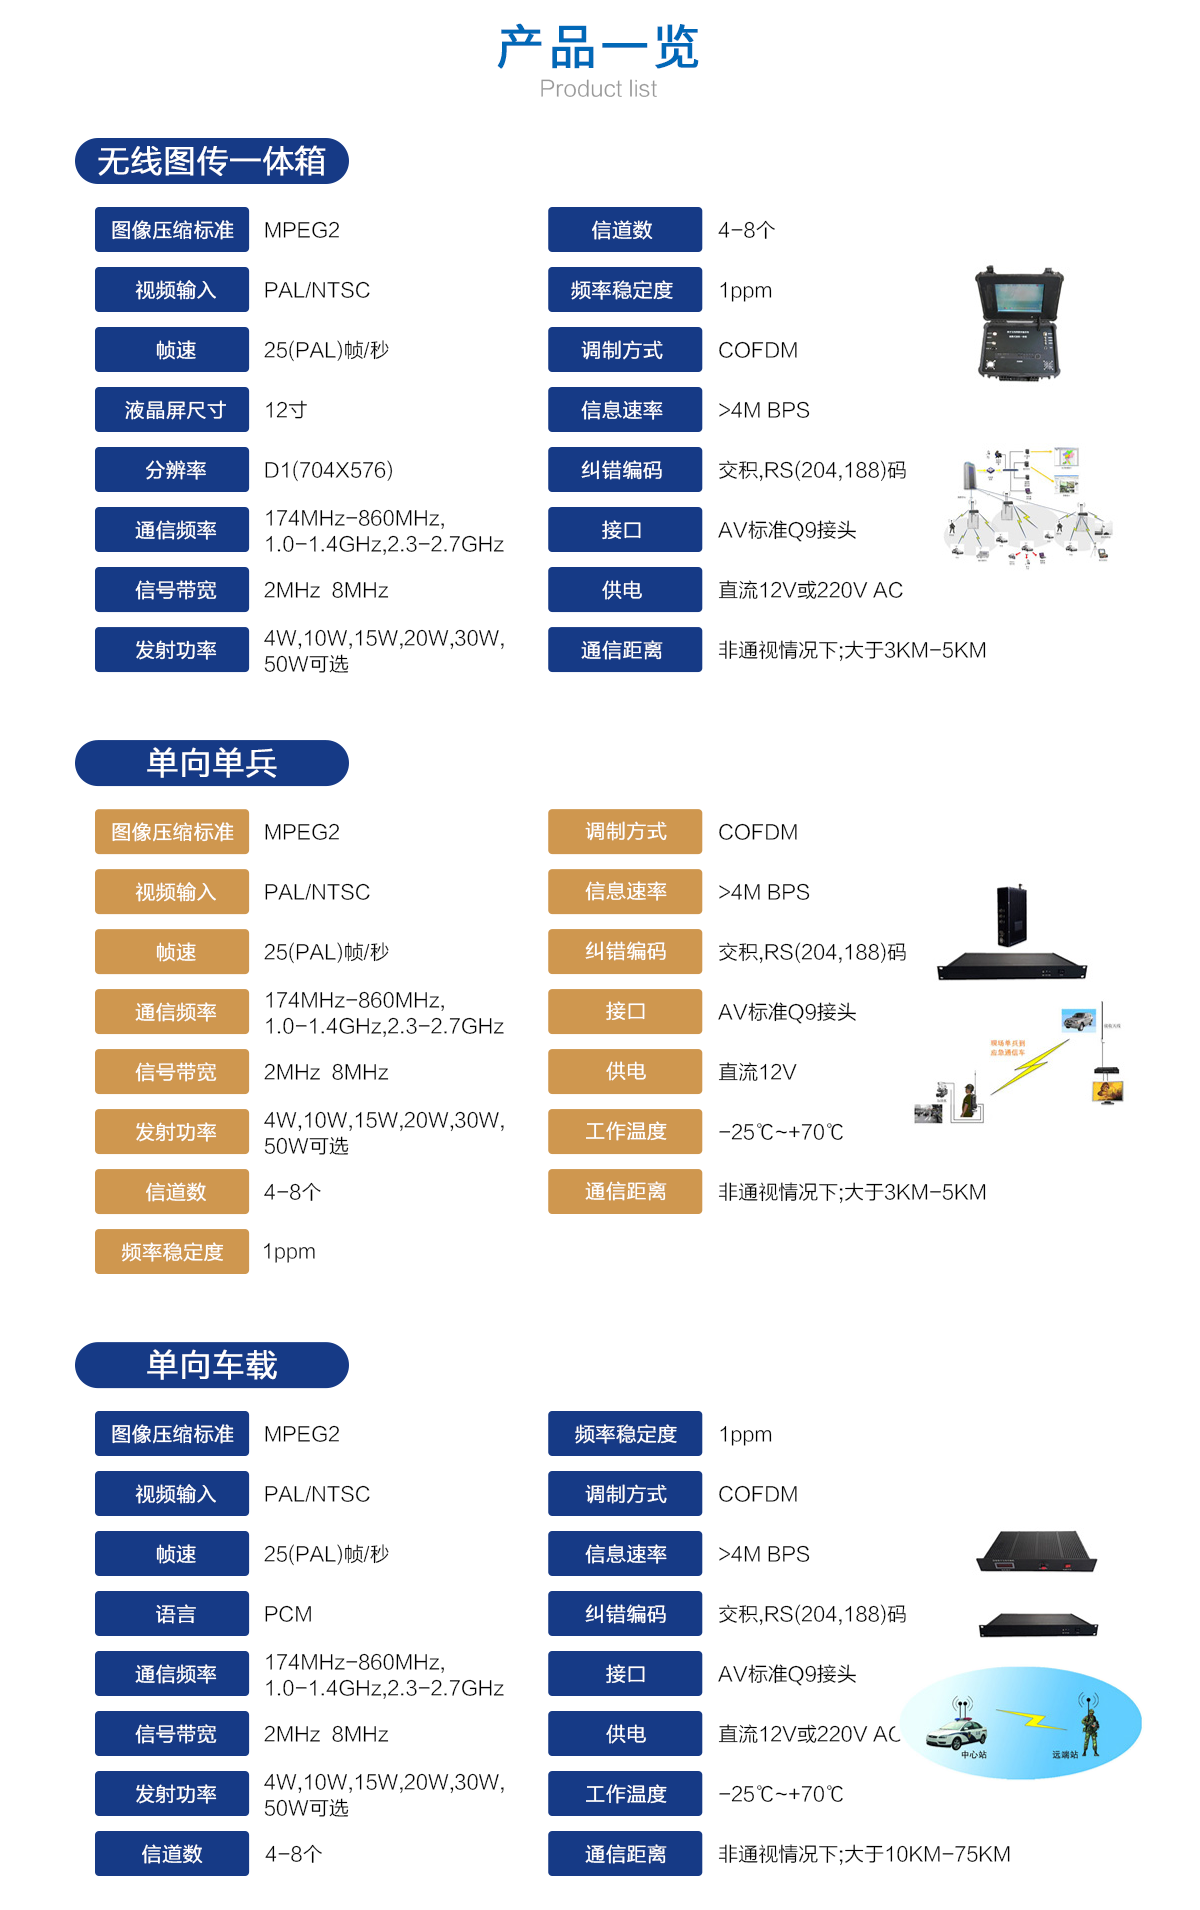 产品一览
Product list
无线图传一体箱
图像压缩标准 MPEG2 信道数 4-8个
视频输入 PAL/NTSC 频率稳定度 1ppm
帧速 25(PAL)帧/秒 调制方式 COFDM
液晶屏尺寸 12寸 信息速率 >4M BPS
分辨率 D1(704X576) 纠错编码 交积,RS(204,188)码
通信频率 174MHz-860MHz,
1.0-1.4GHz,2.3-2.7GHz 接口 AV标准Q9接头
信号带宽 2MHz 8MHz 供电 直流12V或220V AC
发射功率 4W,10W,15W,20W,30W,
50W可选 通信距离 非通视情况下;大于3KM-5KM
单向单兵
图像压缩标准 MPEG2 调制方式 COFDM
视频输入 PAL/NTSC 信息速率 >4M BPS
帧速 25(PAL)帧/秒 纠错编码 交积,RS(204,188)码
通信频率 174MHz-860MHz,
1.0-1.4GHz,2.3-2.7GHz 接口 AV标准Q9接头
信号带宽 2MHz 8MHz 供电 直流12V
发射功率 4W,10W,15W,20W,30W,
50W可选 工作温度 -25℃~+70℃
信道数 4-8个 通信距离 非通视情况下;大于3KM-5KM
频率稳定度 1ppm
现场单兵到
应急通信车
单向车载
图像压缩标准 MPEG2 频率稳定度 1ppm
视频输入 PAL/NTSC 调制方式 COFDM
帧速 25(PAL)帧/秒 信息速率 >4M BPS
语言 PCM 纠错编码 交积,RS(204,188)码
通信频率 174MHz-860MHz,
1.0-1.4GHz,2.3-2.7GHz 接口 AV标准Q9接头
信号带宽 2MHz 8MHz 供电 直流12V或220V AC
发射功率 4W,10W,15W,20W,30W,
50W可选 工作温度 -25℃~+70℃
信道数 4-8个 通信距离 非通视情况下;大于10KM-75KM
中心站
远端站